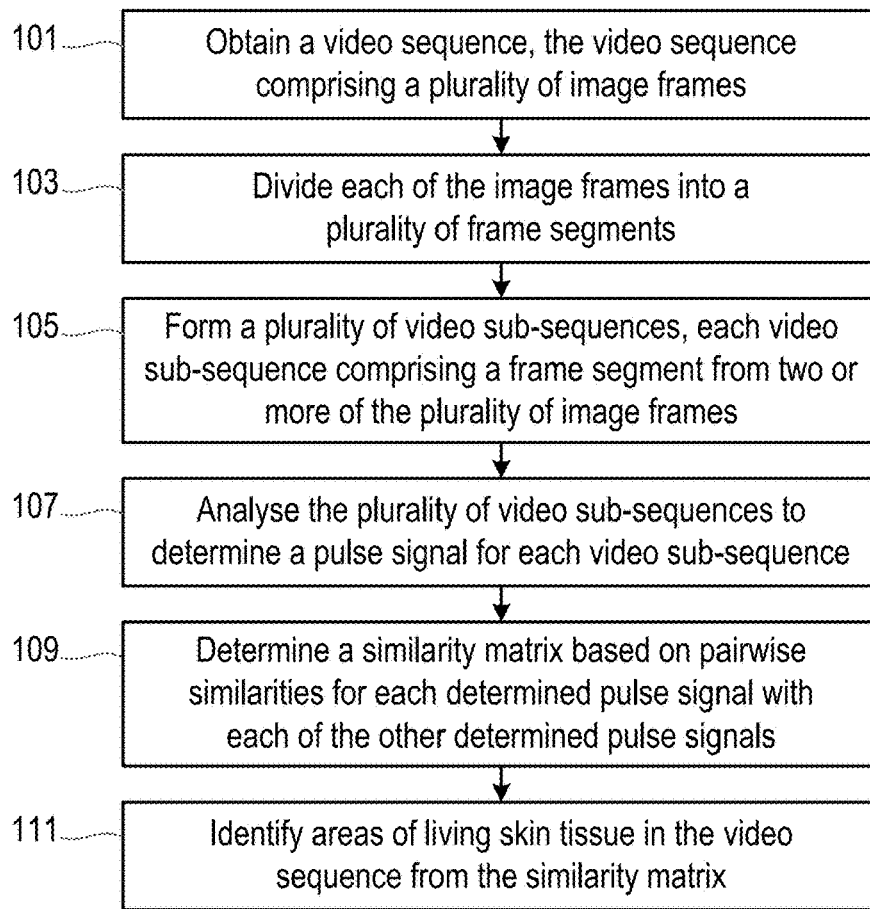 101
Obtain a video sequence, the video sequence
comprising a plurality of image frames
103
Divide each of the image frames into a
plurality of frame segments
105
Form a plurality of video sub-sequences, each video
sub-sequence comprising a frame segment from two or
more of the plurality of image frames
107
Analyse the plurality of video sub-sequences to
determine a pulse signal for each video sub-sequence
109
Determine a similarity matrix based on pairwise
similarities for each determined pulse signal with
each of the other determined pulse signals
111
Identify areas of living skin tissue in the video
sequence from the similarity matrix